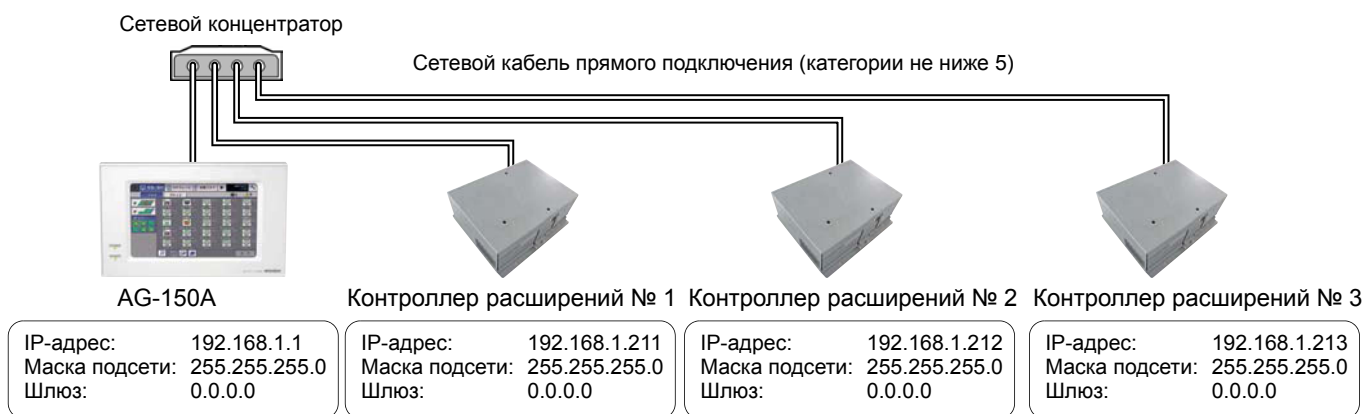 Сетевой концентратор
Сетевой кабель прямого подключения (категории не ниже 5)
AG-150A
Контроллер расширений № 1
Контроллер расширений № 2
Контроллер расширений № 3
IP-адрес: 192.168.1.1
Маска подсети: 255.255.255.0
Шлюз: 0.0.0.0
IP-адрес: 192.168.1.211
Маска подсети: 255.255.255.0
Шлюз: 0.0.0.0
IP-адрес: 192.168.1.212
Маска подсети: 255.255.255.0
Шлюз: 0.0.0.0
IP-адрес: 192.168.1.213
Маска подсети: 255.255.255.0
Шлюз: 0.0.0.0